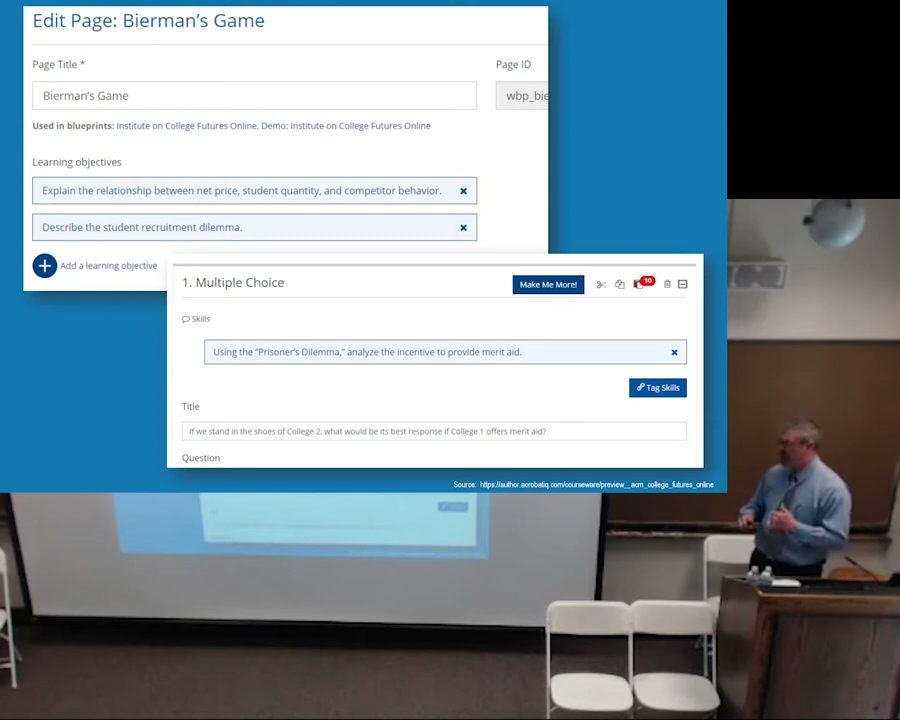 Edit Page: Bierman's Game
Page Title *
Page ID
Bierman's Game
wbp_bie
Used in blueprints: Institute on College Futures Online, Demo: Institute on College Futures Online
Learning objectives
Explain the relationship between net price, student quantity, and competitor behavior.
Describe the student recruitment dilemma.
Add a learning objective
1. Multiple Choice
Make Me More!
10
Skills
Using the “Prisoner's Dilemma,” analyze the incentive to provide merit aid.
Tag Skills
Title
If we stand in the shoes of College 2, what would be its best response if College 1 offers merit aid?
Question
Source: https://author.acrobatiq.com/courseware/preview__aom_college_futures_online